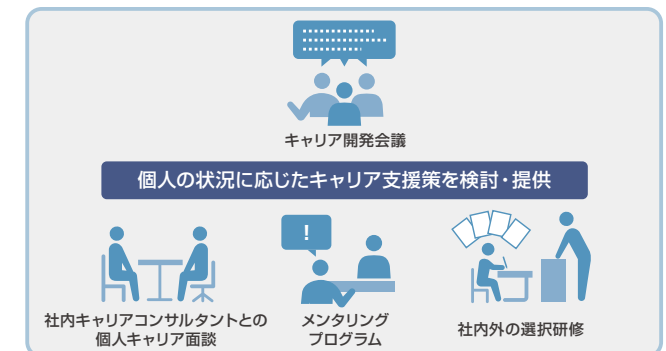 キャリア開発会議
個人の状況に応じたキャリア支援策を検討・提供
!
社内キャリアコンサルタントとの
個人キャリア面談
メンタリング
プログラム
社内外の選択研修